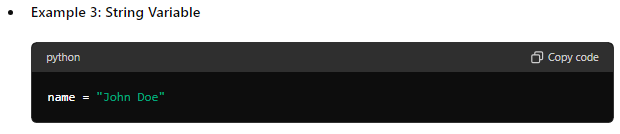 • Example 3: String Variable
python Copy code
name = "John Doe"